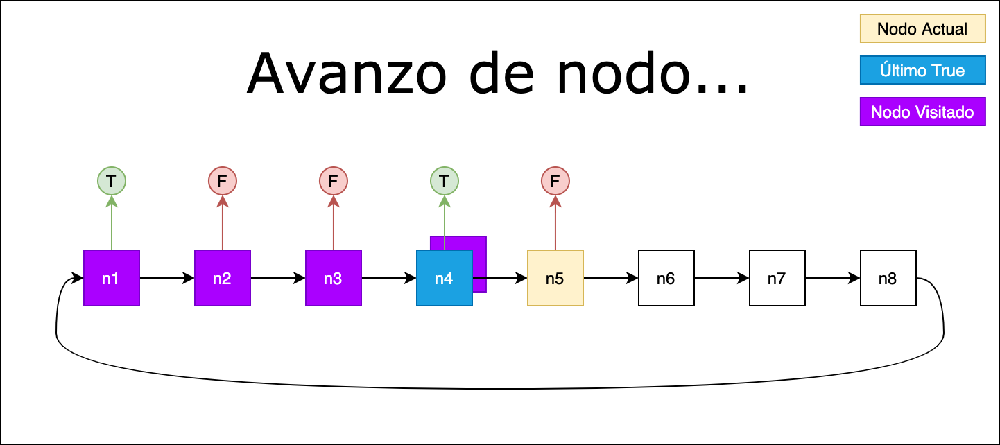 Avanzo de nodo...
Nodo Actual
Último True
Nodo Visitado
T
F
F
T
F
n1
n2
n3
n4
n5
n6
n7
n8